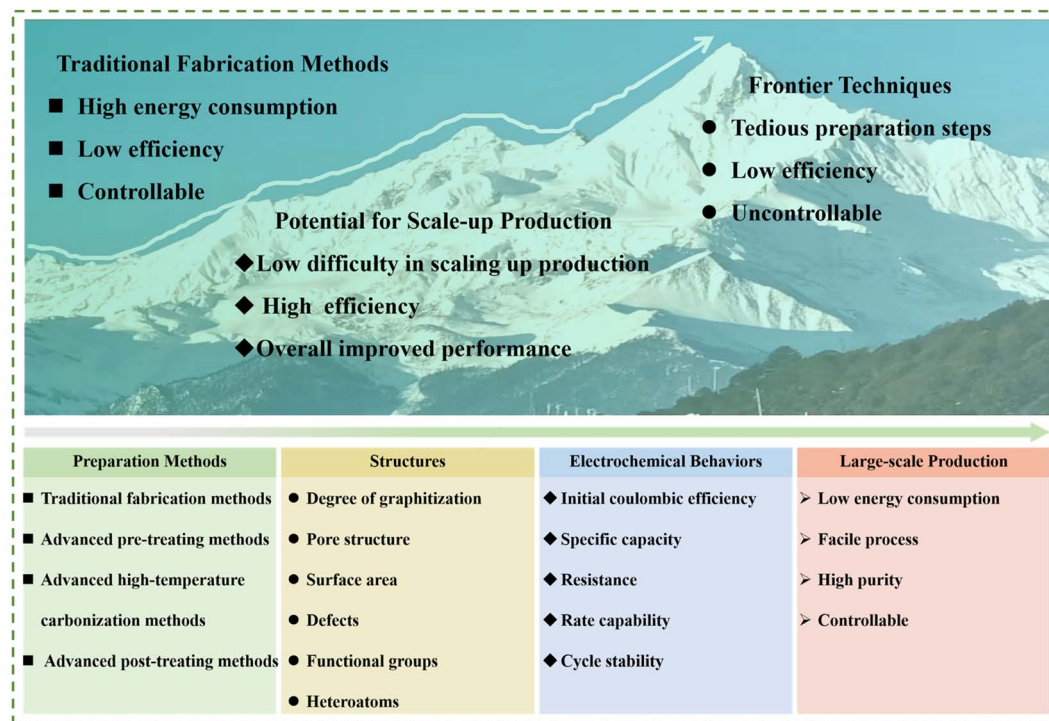 Traditional Fabrication Methods
■ High energy consumption
■ Low efficiency
■ Controllable
Frontier Techniques
● Tedious preparation steps
● Low efficiency
● Uncontrollable
Potential for Scale-up Production
◆Low difficulty in scaling up production
◆ High efficiency
◆Overall improved performance
Preparation Methods
■ Traditional fabrication methods
■ Advanced pre-treating methods
■ Advanced high-temperature
carbonization methods
■ Advanced post-treating methods
Structures
● Degree of graphitization
● Pore structure
● Surface area
● Defects
● Functional groups
● Heteroatoms
Electrochemical Behaviors
◆ Initial coulombic efficiency
◆ Specific capacity
◆ Resistance
◆ Rate capability
◆ Cycle stability
Large-scale Production
➢ Low energy consumption
➢ Facile process
➢ High purity
➢ Controllable